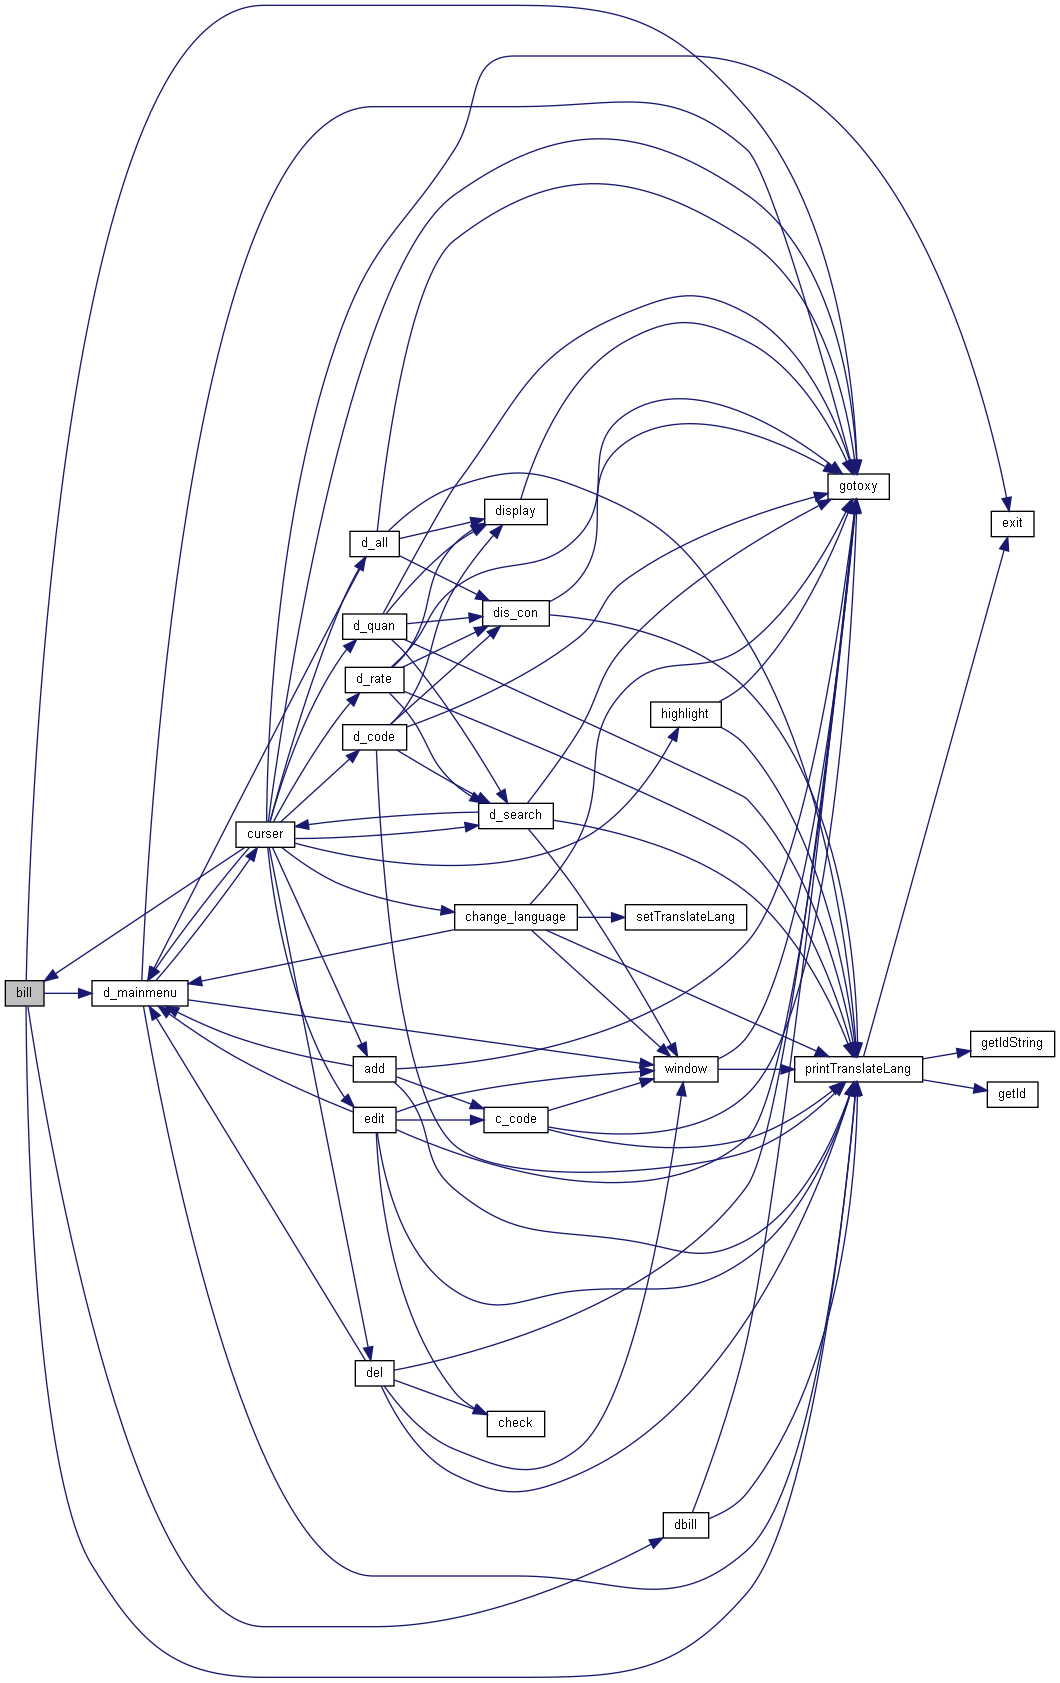 gotoxy
display
exit
d_all
dis_con
d_quan
d_rate
highlight
d_code
d_search
curser
change_language
setTranslateLang
bill
d_mainmenu
getIdString
add
window
printTranslateLang
getId
edit
c_code
del
check
dbill